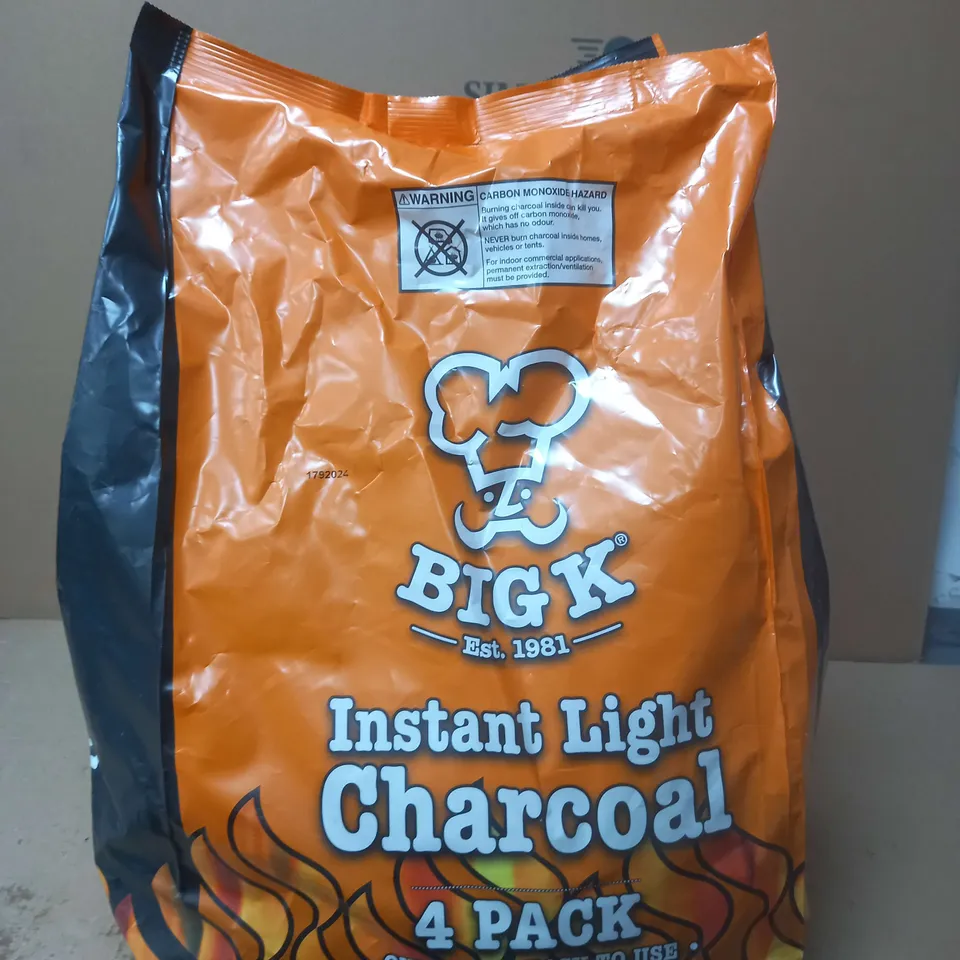 WARNING
CARBON MONOXIDE HAZARD
Burning charcoal inside can kill you.
It gives off carbon monoxide,
which has no odour.
NEVER burn charcoal inside homes,
vehicles or tents.
For indoor commercial applications,
permanent extraction/ventilation
must be provided.
1792024
BIG K®
Est. 1981
Instant Light
Charcoal
4 PACK
TO USE